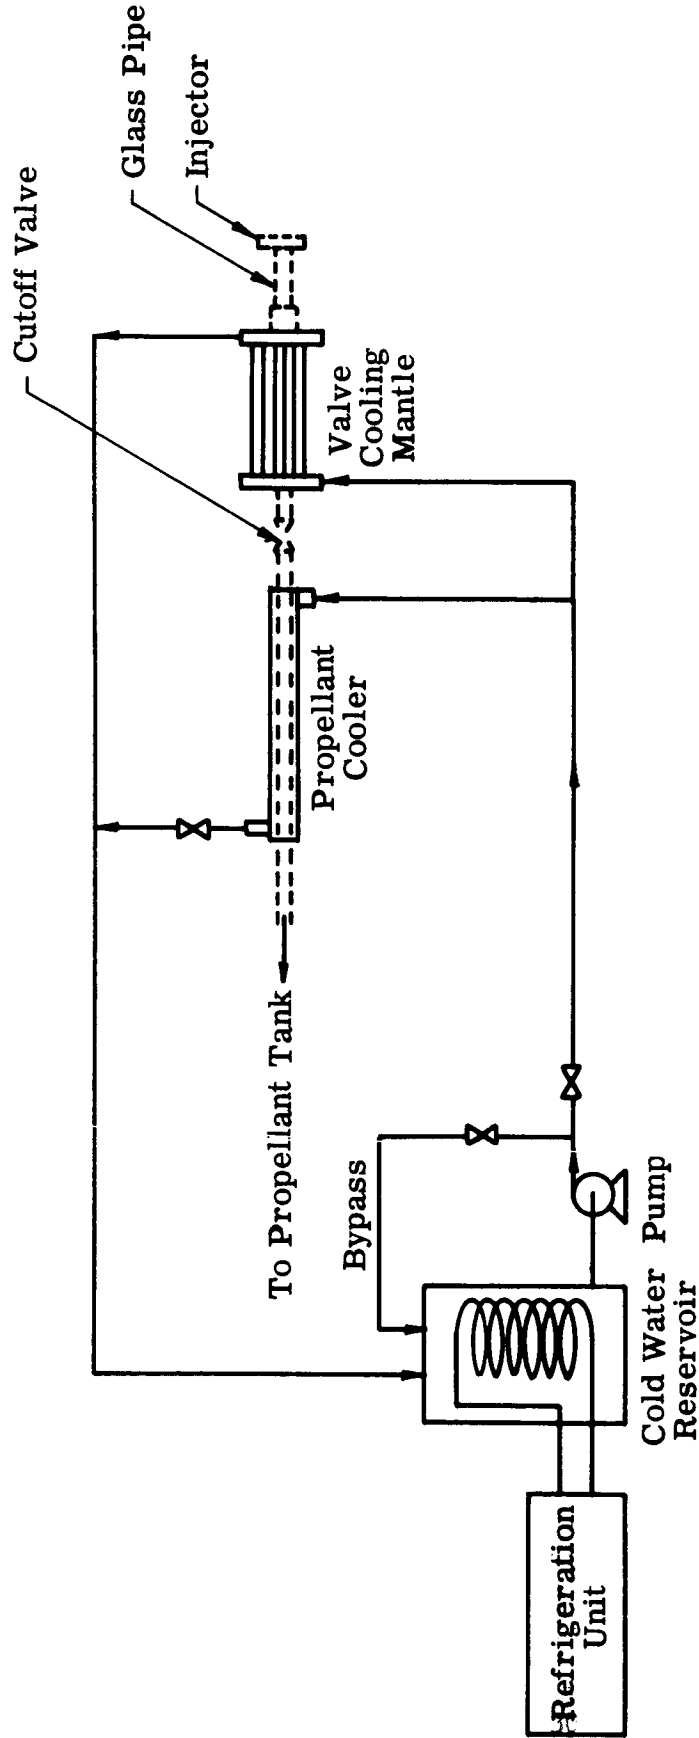 Cutoff Valve
Glass Pipe
Injector
Valve
Cooling
Mantle
Propellant
Cooler
To Propellant Tank
Bypass
Pump
Cold Water
Reservoir
Refrigeration
Unit